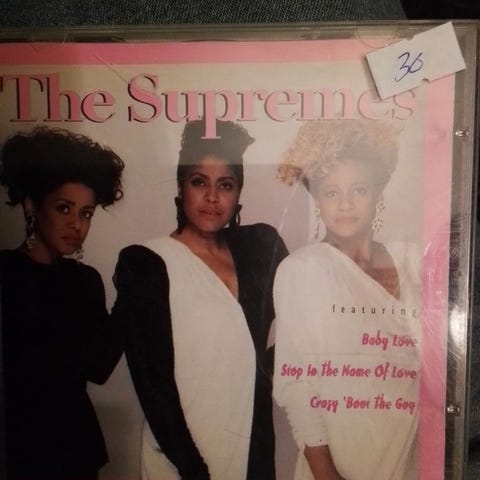 36
The Supremes
featuring
Baby Love
Stop In The Name Of Love
Crazy 'Bout The Guy